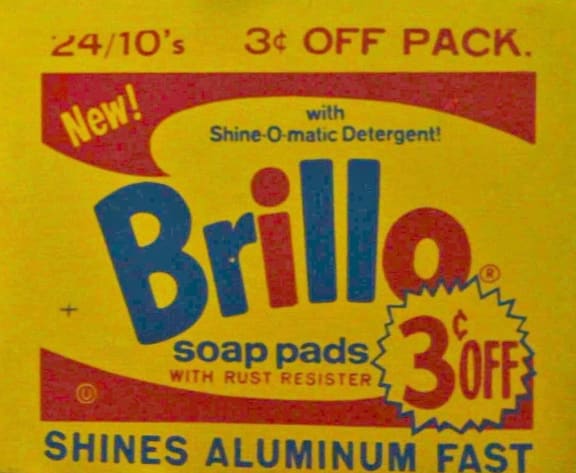 24/10's 3¢ OFF PACK.
New!
with
Shine-O-matic Detergent!
Brillo®
soap pads
WITH RUST RESISTER
3¢ OFF
U
SHINES ALUMINUM FAST